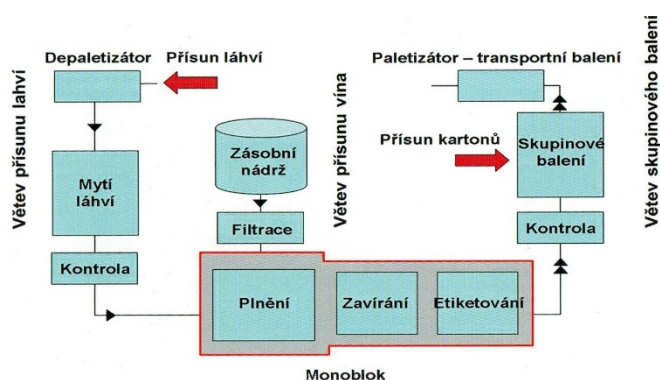 Depaletizátor
Přísun láhví
Větev přísunu lahví
Mytí
láhví
Kontrola
Zásobní
nádrž
Filtrace
Větev přísunu vína
Plnění
Zavírání
Etiketování
Monoblok
Paletizátor – transportní balení
Přísun kartonů
Skupinové
balení
Kontrola
Větev skupinového balení